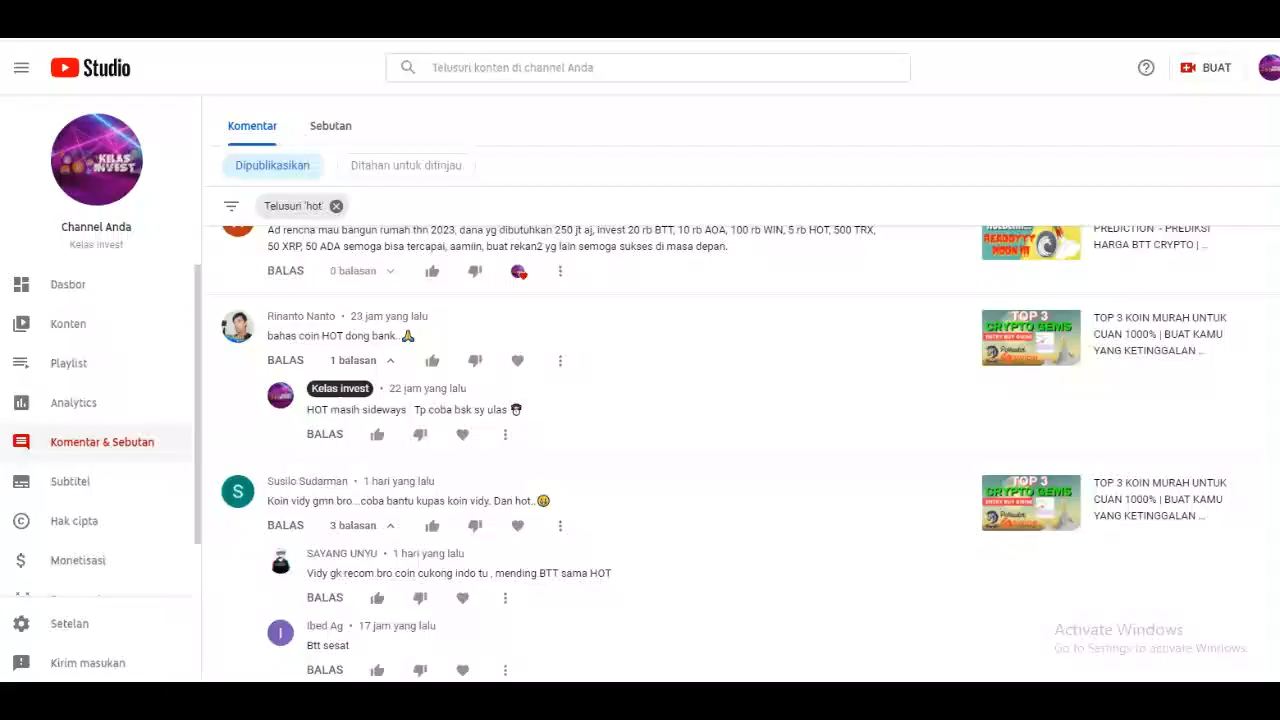 Studio
Telusuri konten di channel Anda
BUAT
KELAS
INVEST
Channel Anda
Kelas invest
Dasbor
Konten
Playlist
Analytics
Komentar & Sebutan
Subtitel
Hak cipta
Monetisasi
Setelan
Kirim masukan
Komentar
Sebutan
Dipublikasikan
Ditahan untuk ditinjau
Telusuri 'hot'
Ad rencna mau bangun rumah thn 2023, dana yg dibutuhkan 250 jt aj, invest 20 rb BTT, 10 rb AOA, 100 rb WIN, 5 rb HOT, 500 TRX,
50 XRP, 50 ADA semoga bisa tercapai, aamiin, buat rekan2 yg lain semoga sukses di masa depan.
BALAS 0 balasan
PREDICTION - PREDIKSI
HARGA BTT CRYPTO | ...
Rinanto Nanto • 23 jam yang lalu
bahas coin HOT dong bank..🙏
BALAS 1 balasan
TOP 3
CRYPTO GEMS
TOP 3 KOIN MURAH UNTUK
CUAN 1000% | BUAT KAMU
YANG KETINGGALAN ...
Kelas invest • 22 jam yang lalu
HOT masih sideways Tp coba bsk sy ulas
BALAS
S
Susilo Sudarman • 1 hari yang lalu
Koin vidy gmn bro...coba bantu kupas koin vidy. Dan hot..
BALAS 3 balasan
TOP 3
CRYPTO GEMS
TOP 3 KOIN MURAH UNTUK
CUAN 1000% | BUAT KAMU
YANG KETINGGALAN ...
SAYANG UNYU • 1 hari yang lalu
Vidy gk recom bro coin cukong indo tu , mending BTT sama HOT
BALAS
I
Ibed Ag • 17 jam yang lalu
Btt sesat
BALAS
Activate Windows
Go to Settings to activate Windows.